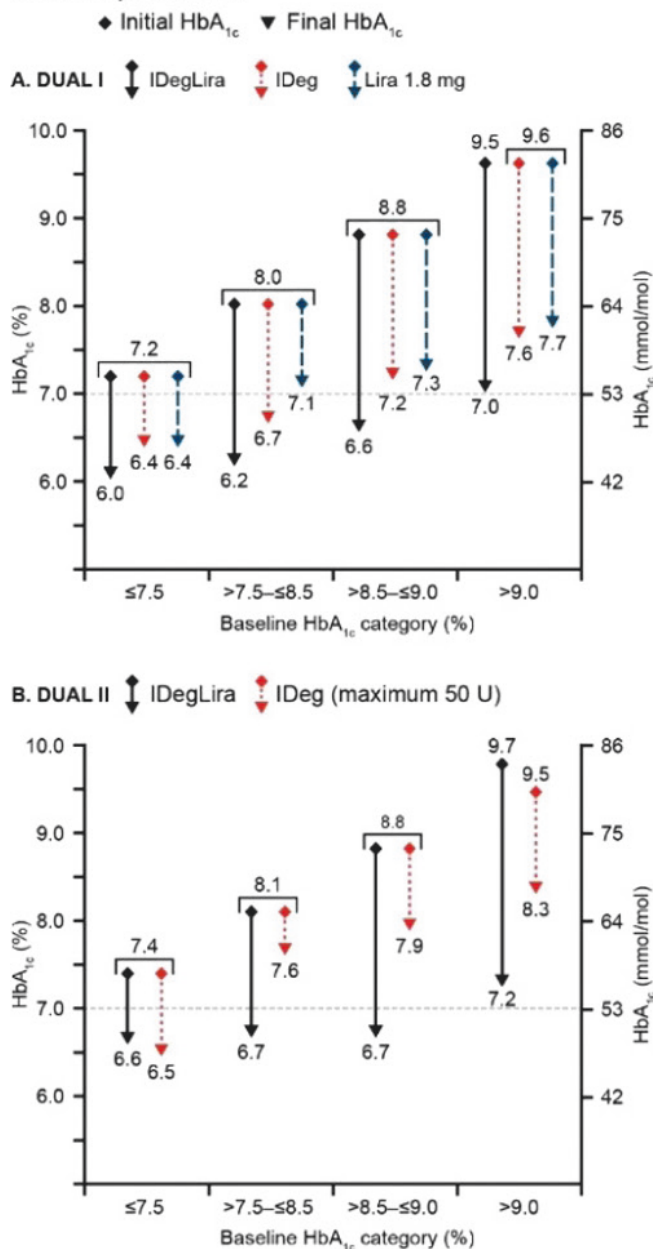 ◆ Initial HbA1c ▼ Final HbA1c
A. DUAL I IDegLira IDeg Lira 1.8 mg
10.0 9.5 9.6 86
9.0 8.8 75
8.0 8.0 64
7.2 7.7
7.6
7.3
7.2
7.1
7.0 7.0 53
6.7
6.6
6.4 6.4
6.2
6.0 6.0 42
HbA1c (%)
HbA1c (mmol/mol)
≤7.5 >7.5–≤8.5 >8.5–≤9.0 >9.0
Baseline HbA1c category (%)
B. DUAL II IDegLira IDeg (maximum 50 U)
10.0 9.7 86
9.5
9.0 8.8 75
8.1 8.3
8.0 64
7.9
7.4 7.6
7.2
7.0 53
6.6 6.5 6.7 6.7
6.0 42
HbA1c (%)
HbA1c (mmol/mol)
≤7.5 >7.5–≤8.5 >8.5–≤9.0 >9.0
Baseline HbA1c category (%)